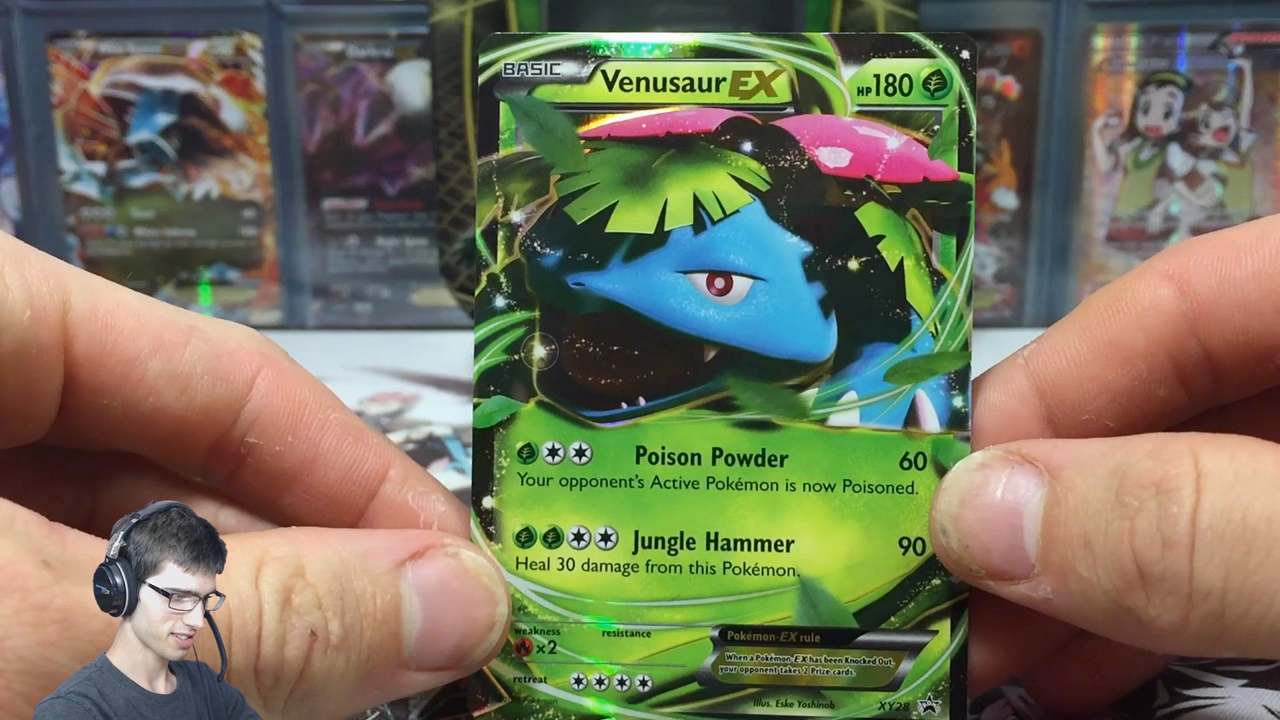 BASIC
Venusaur EX
HP180
Poison Powder 60
Your opponent's Active Pokémon is now Poisoned.
Jungle Hammer 90
Heal 30 damage from this Pokémon.
weakness
×2
resistance
retreat
Pokémon-EX rule
When a Pokémon-EX has been Knocked Out,
your opponent takes 2 Prize cards.
Illus. Eske Yoshinob
XY28